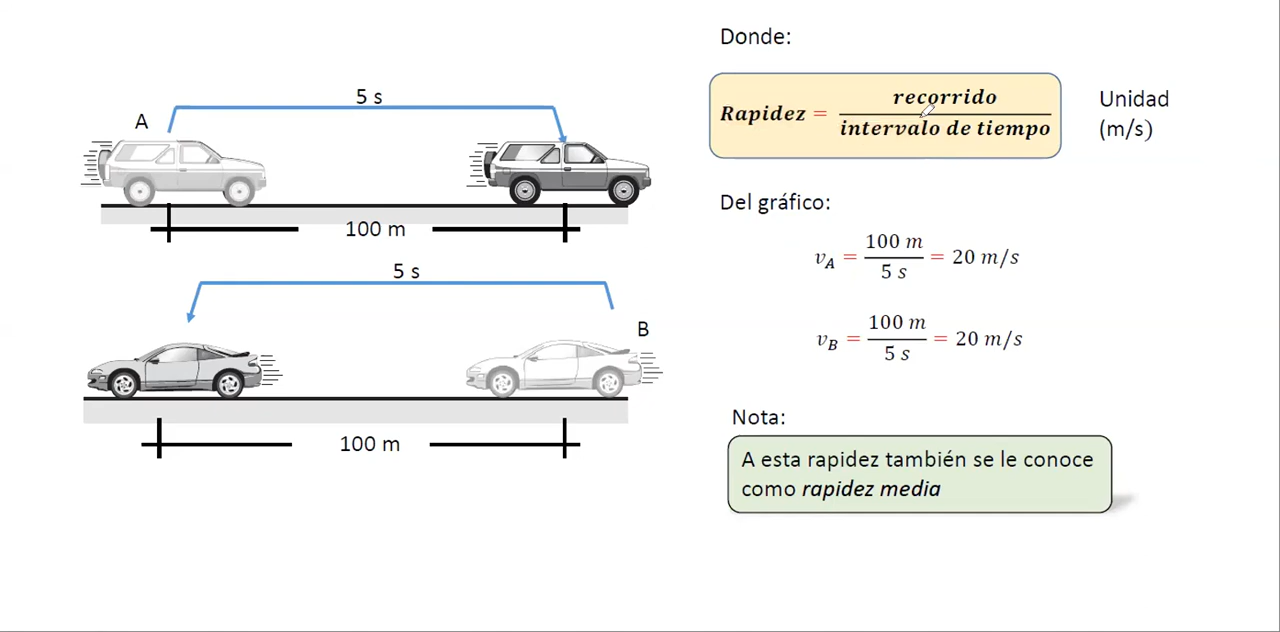 5 s
A
100 m
5 s
B
100 m
Donde:
Rapidez = recorrido / intervalo de tiempo
Unidad
(m/s)
Del gráfico:
v_A = 100 m / 5 s = 20 m/s
v_B = 100 m / 5 s = 20 m/s
Nota:
A esta rapidez también se le conoce
como rapidez media